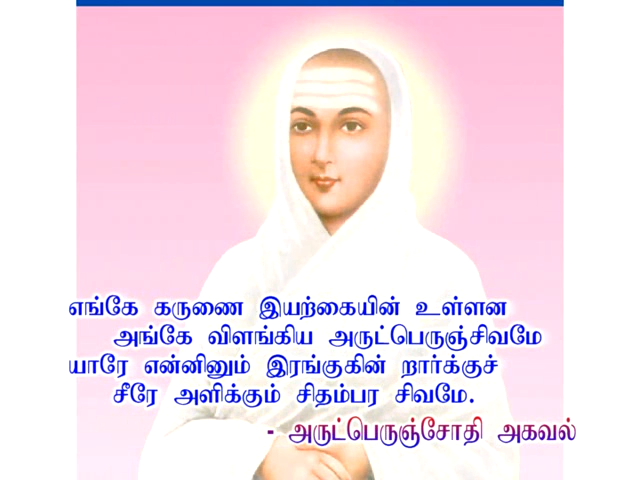 எங்கே கருணை இயற்கையின் உள்ளன
அங்கே விளங்கிய அருட்பெருஞ்சிவமே
யாரே என்னினும் இரங்குகின் றார்க்குச்
சீரே அளிக்கும் சிதம்பர சிவமே.
- அருட்பெருஞ்சோதி அகவல்